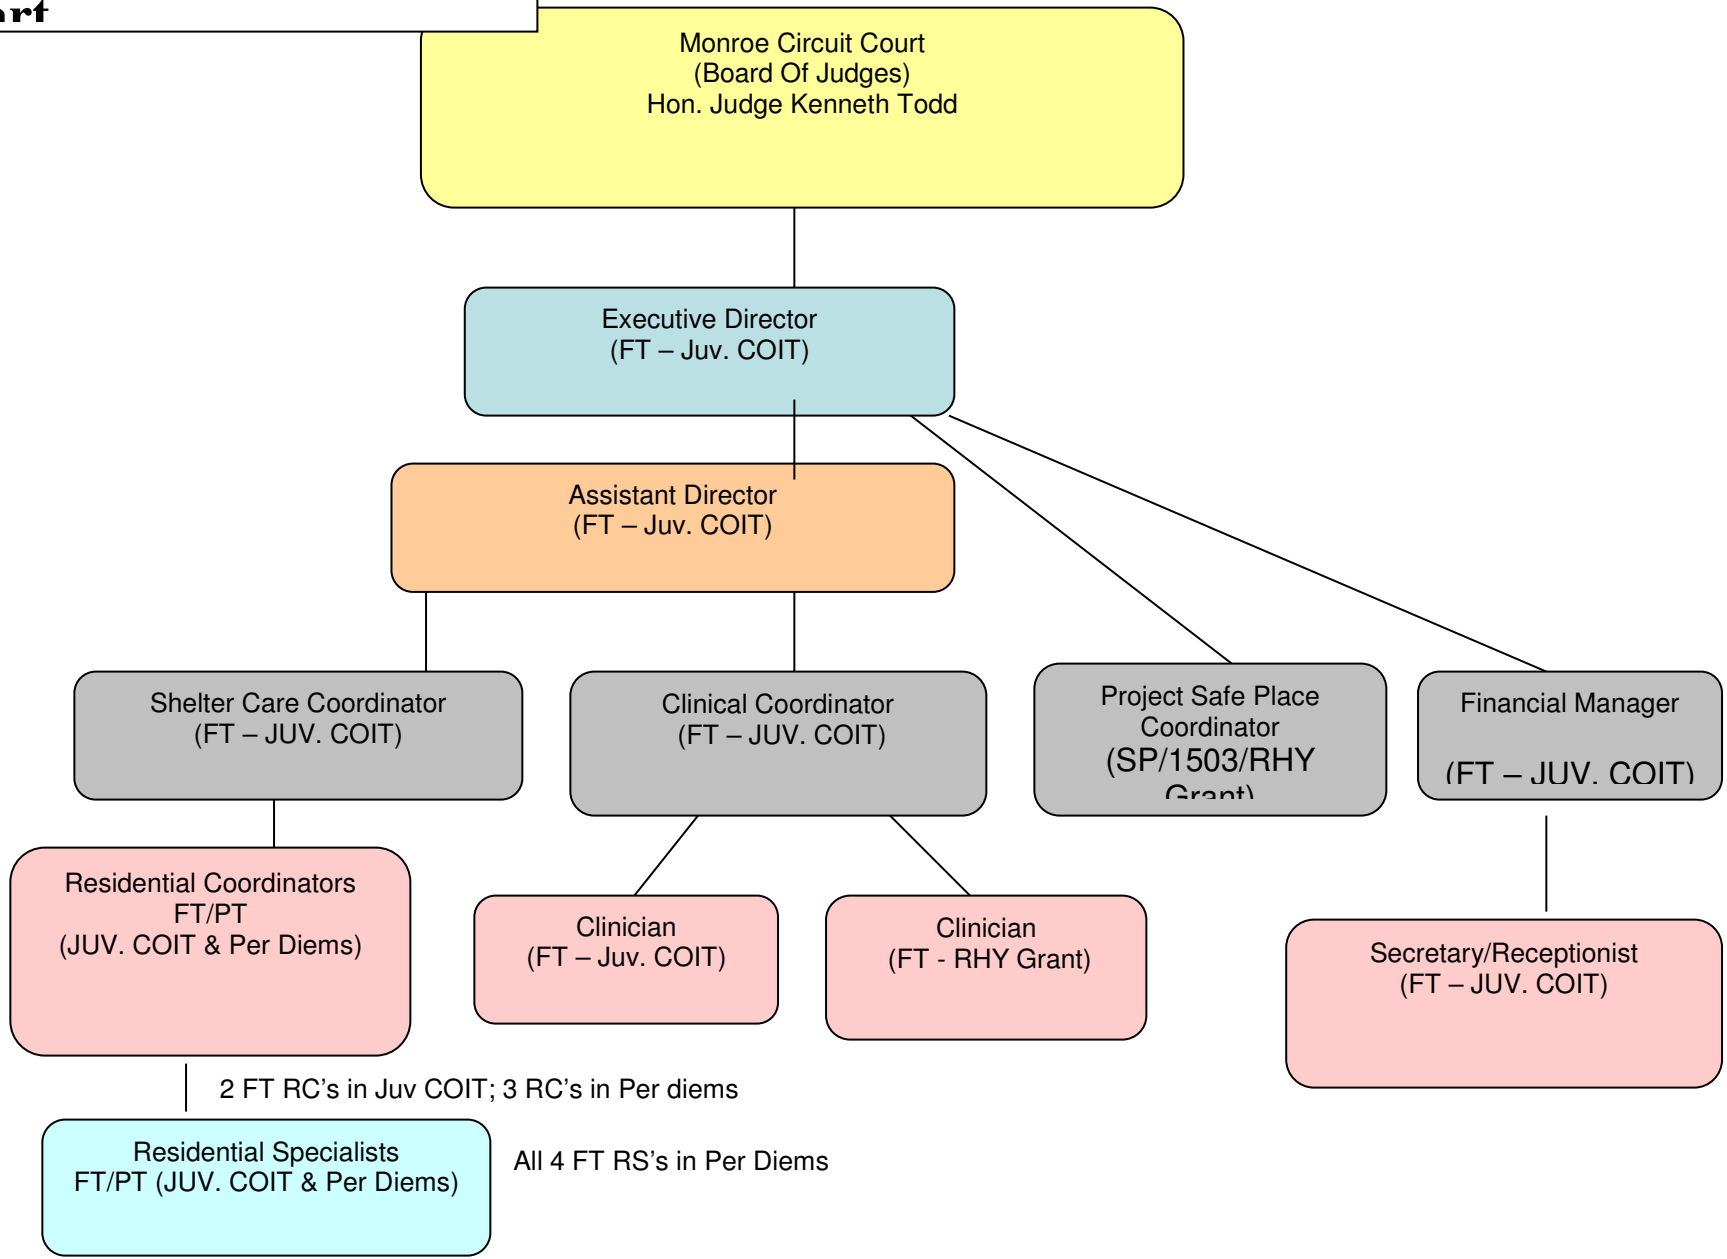 Monroe Circuit Court
(Board Of Judges)
Hon. Judge Kenneth Todd
Executive Director
(FT – Juv. COIT)
Assistant Director
(FT – Juv. COIT)
Shelter Care Coordinator
(FT – JUV. COIT)
Clinical Coordinator
(FT – JUV. COIT)
Project Safe Place
Coordinator
(SP/1503/RHY
Grant)
Financial Manager
(FT – JUV. COIT)
Residential Coordinators
FT/PT
(JUV. COIT & Per Diems)
Clinician
(FT – Juv. COIT)
Clinician
(FT - RHY Grant)
Secretary/Receptionist
(FT – JUV. COIT)
2 FT RC’s in Juv COIT; 3 RC’s in Per diems
Residential Specialists
FT/PT (JUV. COIT & Per Diems)
All 4 FT RS’s in Per Diems